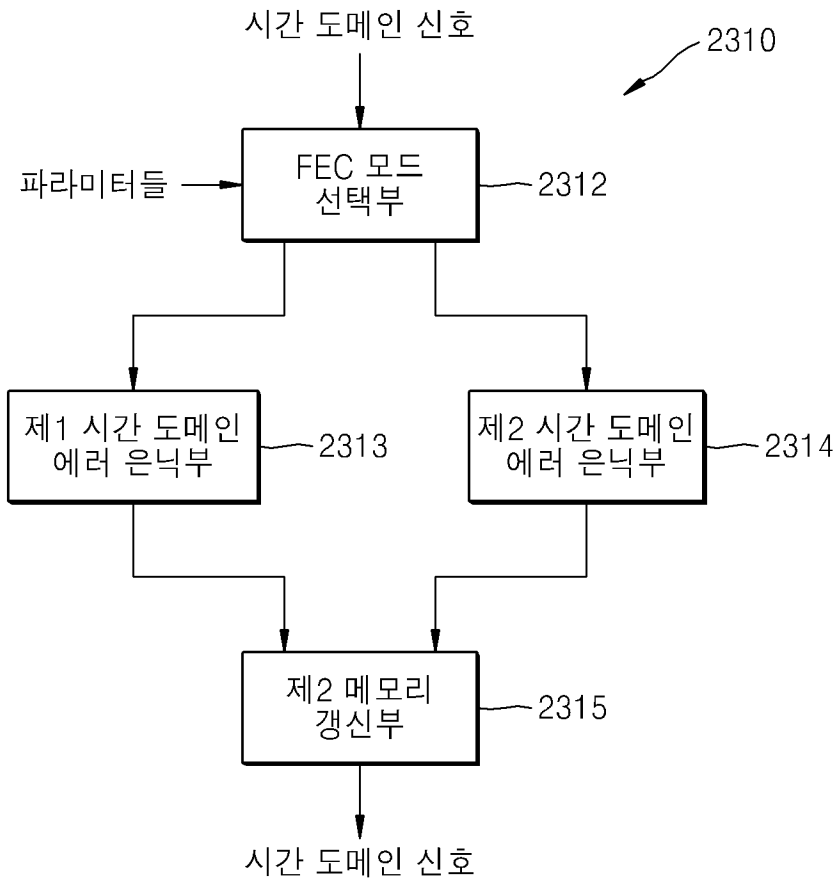 시간 도메인 신호
2310
FEC 모드
선택부
2312
파라미터들
제1 시간 도메인
에러 은닉부
2313
제2 시간 도메인
에러 은닉부
2314
제2 메모리
갱신부
2315
시간 도메인 신호